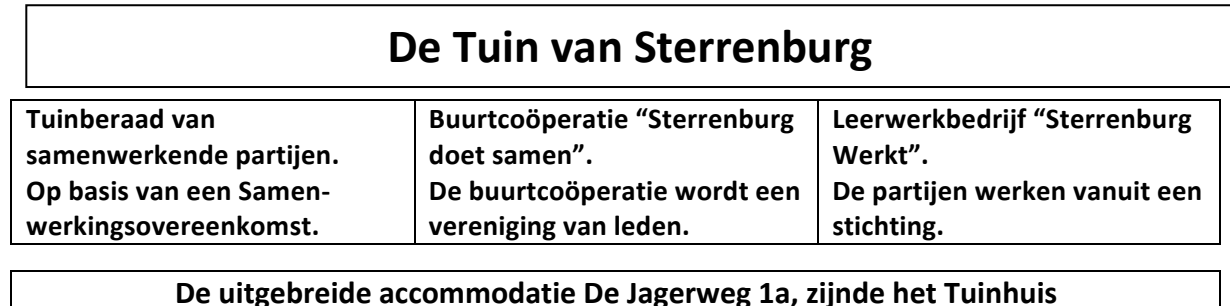 De Tuin van Sterrenburg
Tuinberaad van
samenwerkende partijen.
Op basis van een Samen-
werkingsovereenkomst.
Buurtcoöperatie “Sterrenburg
doet samen”.
De buurtcoöperatie wordt een
vereniging van leden.
Leerwerkbedrijf “Sterrenburg
Werkt”.
De partijen werken vanuit een
stichting.
De uitgebreide accommodatie De Jagerweg 1a, zijnde het Tuinhuis